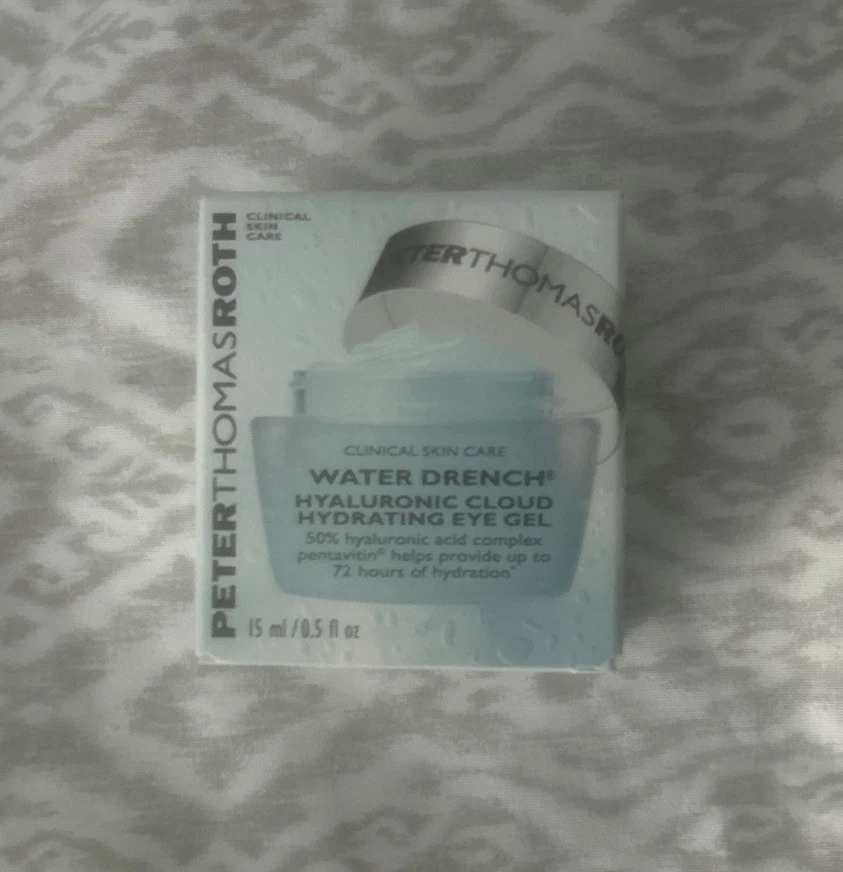 PETERTHOMASROTH
CLINICAL
SKIN
CARE
TERTHOMASRO
CLINICAL SKIN CARE
WATER DRENCH®
HYALURONIC CLOUD
HYDRATING EYE GEL
50% hyaluronic acid complex
pentavitin® helps provide up to
72 hours of hydration*
15 ml / 0.5 fl oz